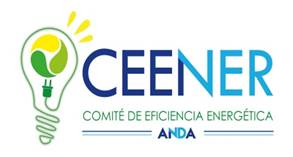 CEENER
COMITÉ DE EFICIENCIA ENERGÉTICA
ANDA